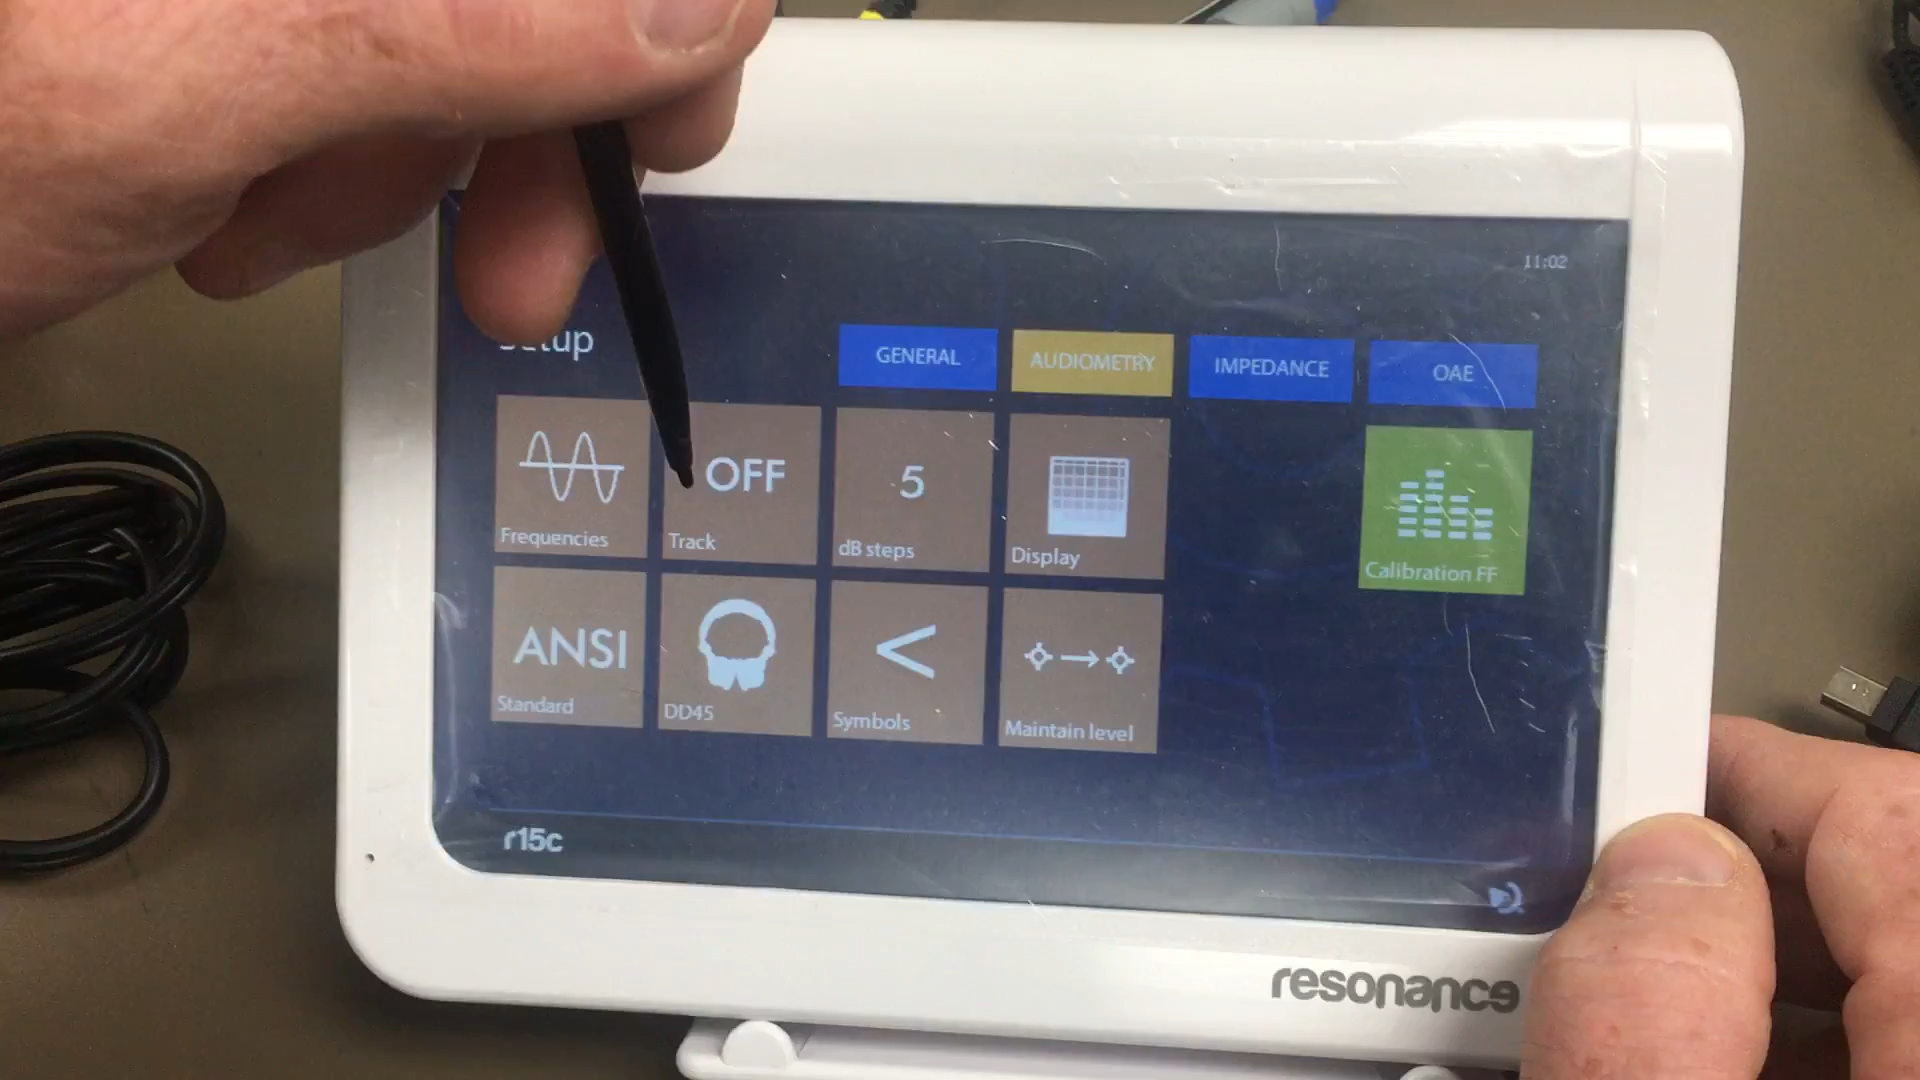 11:02
Setup
GENERAL
AUDIOMETRY
IMPEDANCE
OAE
Frequencies
OFF
Track
5
dB steps
Display
Calibration FF
ANSI
Standard
DD45
<
Symbols
Maintain level
r15c
resonance